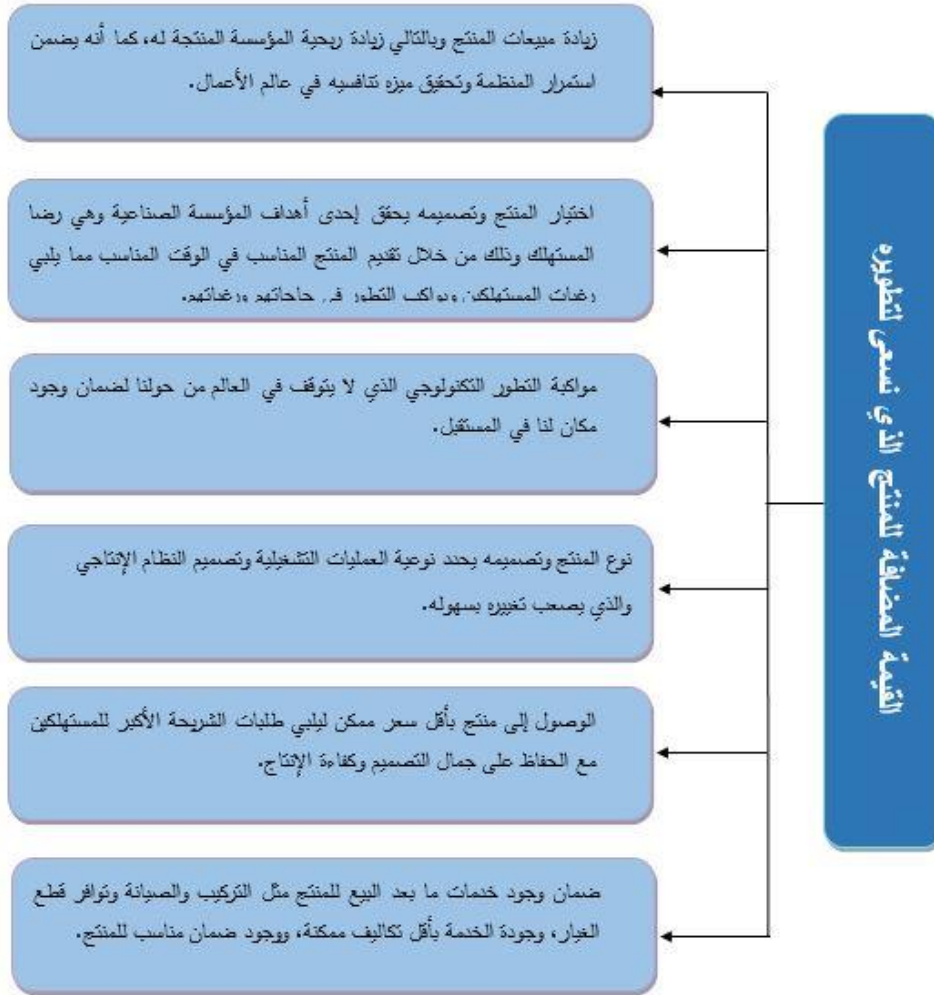 القيمة المضافة للمنتج الذي نسعى لتطويره
زيادة مبيعات المنتج وبالتالي زيادة ربحية المؤسسة المنتجة له، كما أنه يضمن
استمرار المنظمة وتحقيق ميزه تنافسيه في عالم الأعمال.
اختيار المنتج وتصميمه يحقق إحدى أهداف المؤسسة الصناعية وهي رضا
المستهلك وذلك من خلال تقديم المنتج المناسب في الوقت المناسب مما يلبي
رغبات المستهلكين ويواكب التطور في حاجاتهم ورغباتهم.
مواكبة التطور التكنولوجي الذي لا يتوقف في العالم من حولنا لضمان وجود
مكان لنا في المستقبل.
نوع المنتج وتصميمه يحدد نوعية العمليات التشغيلية وتصميم النظام الإنتاجي
والذي يصعب تغييره بسهوله.
الوصول إلى منتج بأقل سعر ممكن ليلبي طلبات الشريحة الأكبر للمستهلكين
مع الحفاظ على جمال التصميم وكفاءة الإنتاج.
ضمان وجود خدمات ما بعد البيع للمنتج مثل التركيب والصيانة وتوافر قطع
الغيار، وجودة الخدمة بأقل تكاليف ممكنة، ووجود ضمان مناسب للمنتج.